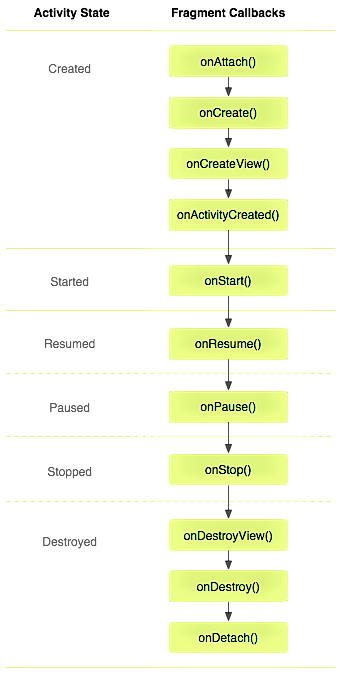 Activity State Fragment Callbacks
Created
onAttach()
onCreate()
onCreateView()
onActivityCreated()
Started
onStart()
Resumed
onResume()
Paused
onPause()
Stopped
onStop()
Destroyed
onDestroyView()
onDestroy()
onDetach()